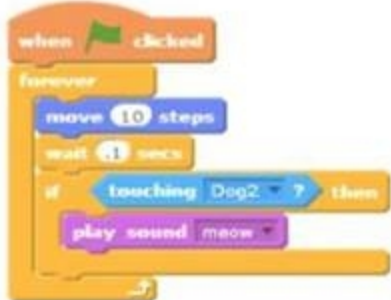 when clicked
forever
move 10 steps
wait .1 secs
if touching Dog2 ? then
play sound meow